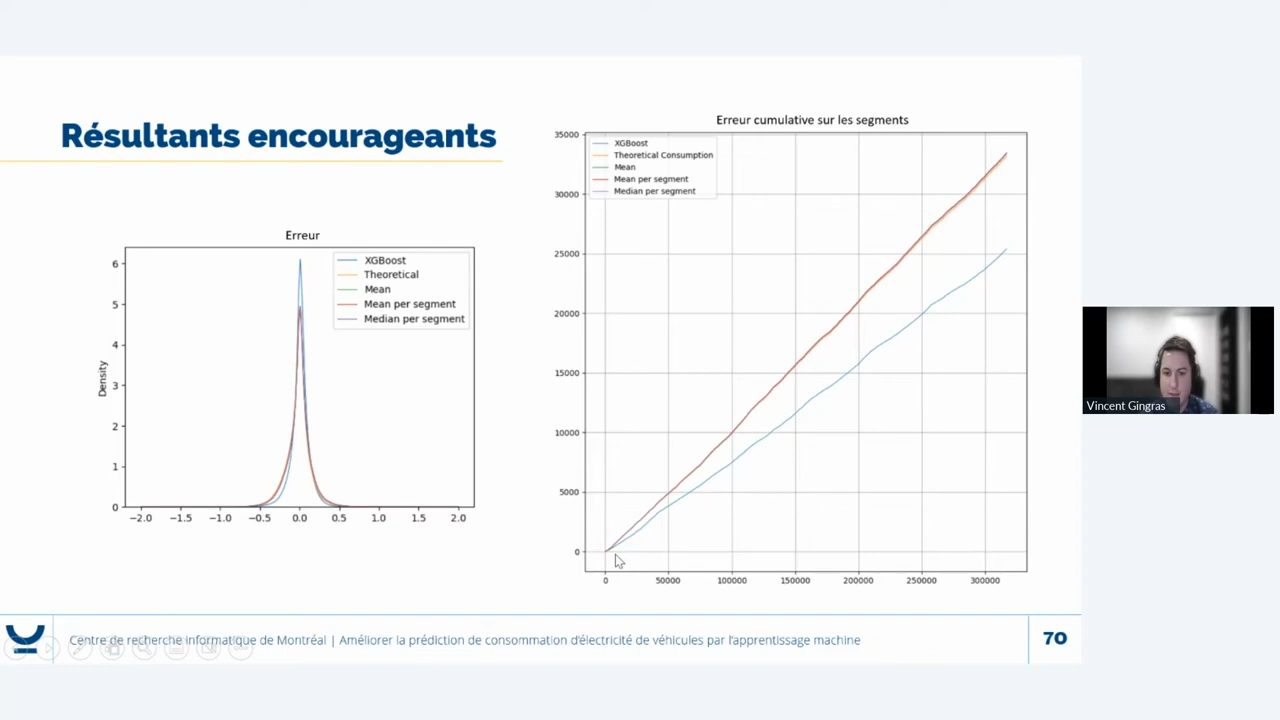 Résultants encourageants
Erreur
6
5
4
3
2
1
0
Density
XGBoost
Theoretical
Mean
Mean per segment
Median per segment
−2.0 −1.5 −1.0 −0.5 0.0 0.5 1.0 1.5 2.0
Erreur cumulative sur les segments
35000
30000
25000
20000
15000
10000
5000
0
XGBoost
Theoretical Consumption
Mean
Mean per segment
Median per segment
0 50000 100000 150000 200000 250000 300000
Vincent Gingras
Centre de recherche informatique de Montréal | Améliorer la prédiction de consommation d'électricité de véhicules par l'apprentissage machine
70